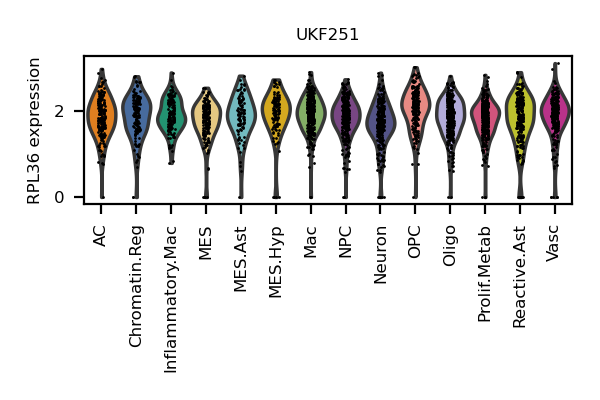 UKF251
RPL36 expression
2
0
AC
Chromatin.Reg
Inflammatory.Mac
MES
MES.Ast
MES.Hyp
Mac
NPC
Neuron
OPC
Oligo
Prolif.Metab
Reactive.Ast
Vasc